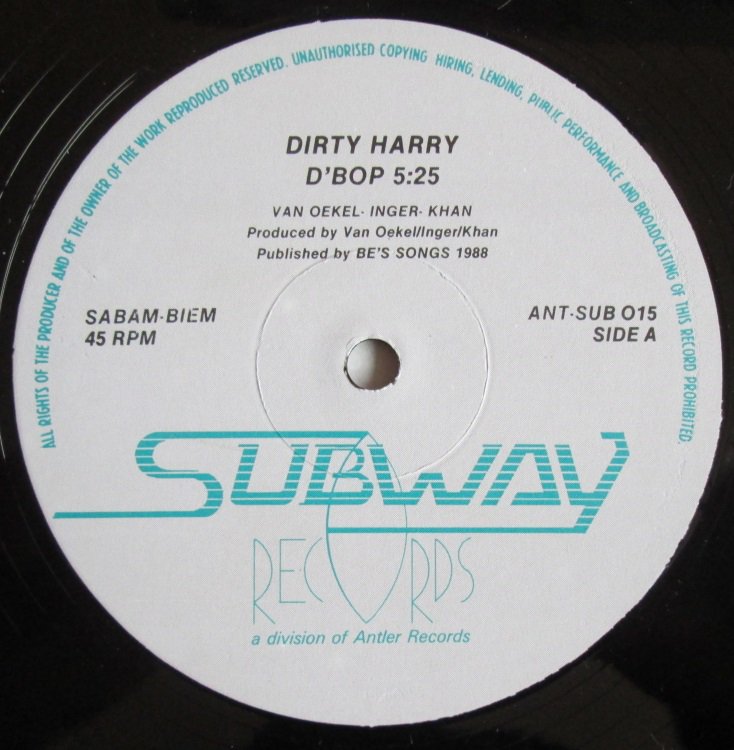 ALL RIGHTS OF THE PRODUCER AND OF THE OWNER OF THE WORK REPRODUCED RESERVED. UNAUTHORISED COPYING HIRING, LENDING, PUBLIC PERFORMANCE AND BROADCASTING OF THIS RECORD PROHIBITED.
DIRTY HARRY
D'BOP 5:25
VAN OEKEL- INGER- KHAN
Produced by Van Oekel/Inger/Khan
Published by BE'S SONGS 1988
SABAM-BIEM
45 RPM
ANT-SUB 015
SIDE A
SUBWAY
RECORDS
a division of Antler Records